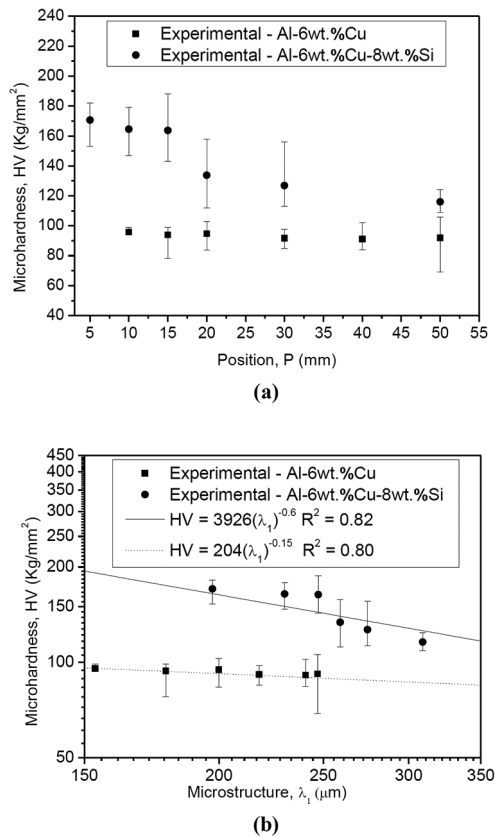 240
220
200
180
160
140
120
100
80
60
40
Microhardness, HV (Kg/mm²)
Experimental - Al-6wt.%Cu
Experimental - Al-6wt.%Cu-8wt.%Si
5 10 15 20 25 30 35 40 45 50 55
Position, P (mm)
(a)
450
400
350
300
250
200
150
100
50
Microhardness, HV (Kg/mm²)
Experimental - Al-6wt.%Cu
Experimental - Al-6wt.%Cu-8wt.%Si
HV = 3926(λ₁)⁻⁰·⁶ R² = 0.82
HV = 204(λ₁)⁻⁰·¹⁵ R² = 0.80
150 200 250 300 350
Microstructure, λ₁ (μm)
(b)